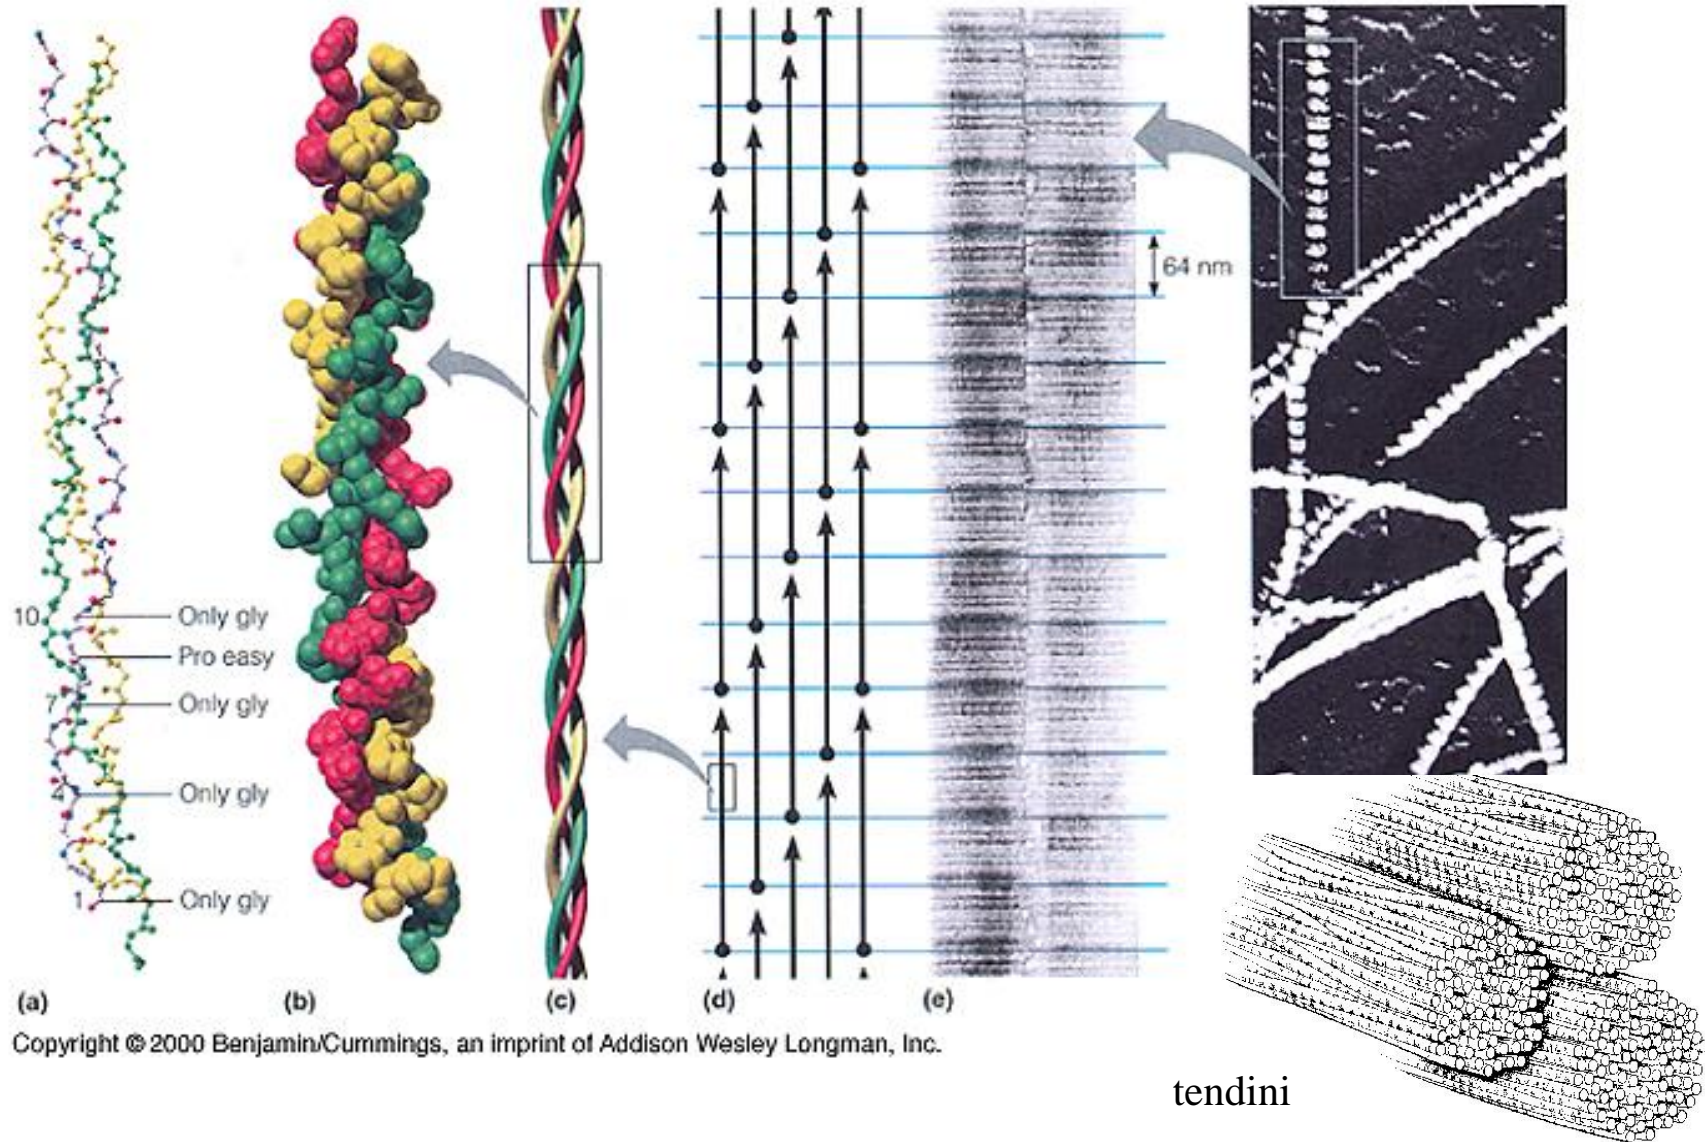 64 nm
10
Only gly
Pro easy
7
Only gly
4
Only gly
1
Only gly
(a)
(b)
(c)
(d)
(e)
Copyright © 2000 Benjamin/Cummings, an imprint of Addison Wesley Longman, Inc.
tendini